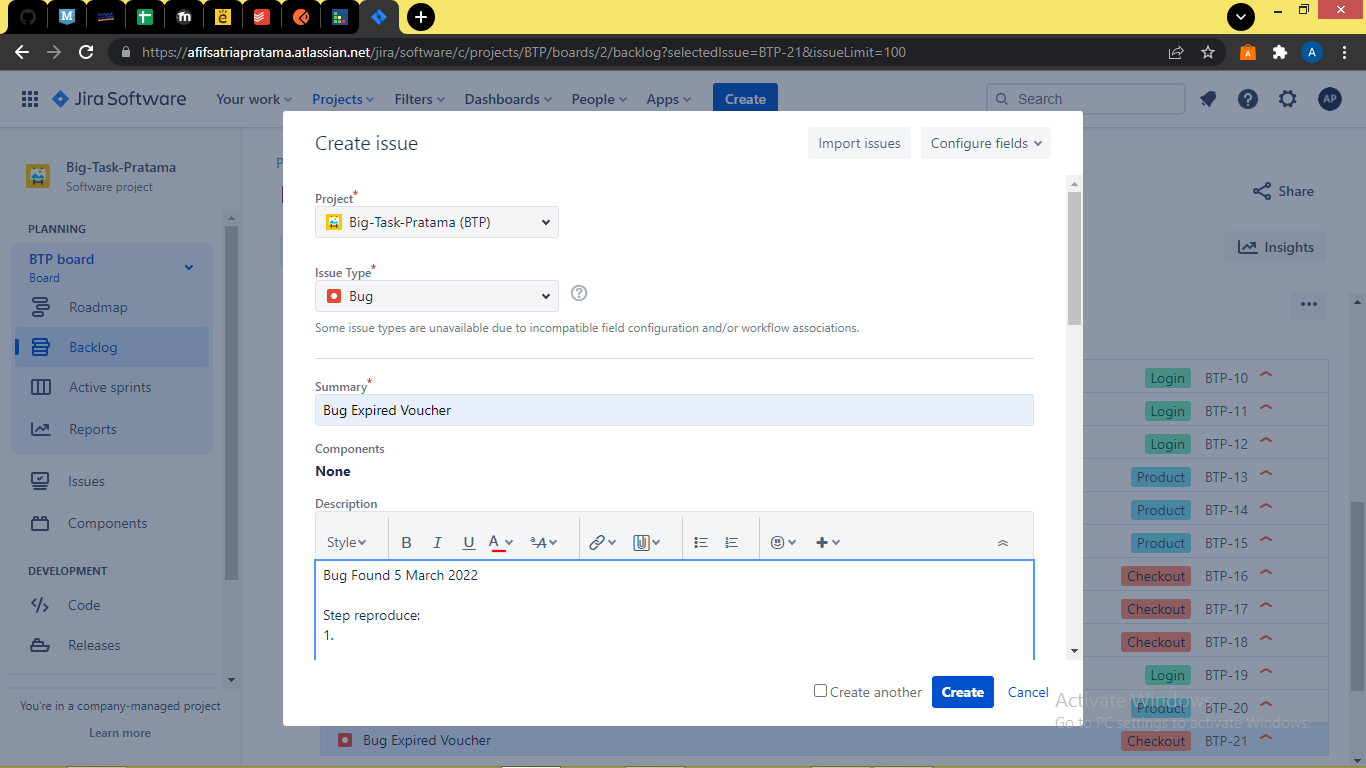 https://afifsatriapratama.atlassian.net/jira/software/c/projects/BTP/boards/2/backlog?selectedIssue=BTP-21&issueLimit=100
A
Jira Software
Your work
Projects
Filters
Dashboards
People
Apps
Create
Search
AP
Big-Task-Pratama
Software project
PLANNING
BTP board
Board
Roadmap
Backlog
Active sprints
Reports
Issues
Components
DEVELOPMENT
Code
Releases
You're in a company-managed project
Learn more
Create issue
Import issues
Configure fields
Project*
Big-Task-Pratama (BTP)
Issue Type*
Bug
Some issue types are unavailable due to incompatible field configuration and/or workflow associations.
Summary*
Bug Expired Voucher
Components
None
Description
Style
B I U A ªA
Bug Found 5 March 2022
Step reproduce:
1.
Create another
Create
Cancel
Share
Insights
Login BTP-10
Login BTP-11
Login BTP-12
Product BTP-13
Product BTP-14
Product BTP-15
Checkout BTP-16
Checkout BTP-17
Checkout BTP-18
Login BTP-19
Product BTP-20
Bug Expired Voucher Checkout BTP-21
Activate Windows
Go to PC settings to activate Windows.